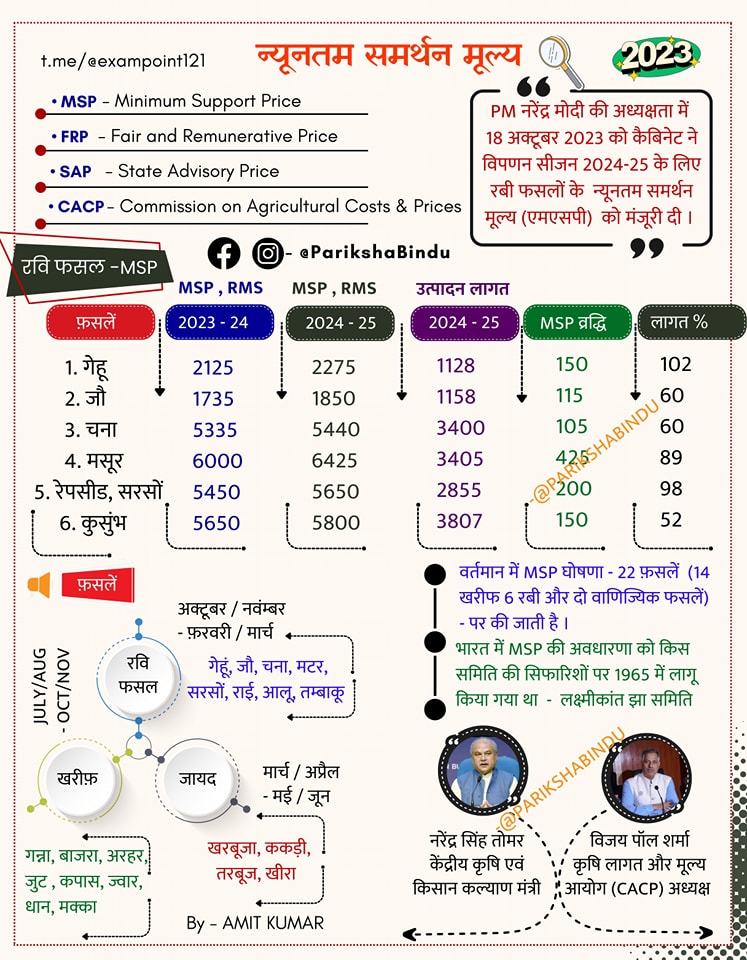 t.me/@exampoint121
न्यूनतम समर्थन मूल्य
2023
• MSP - Minimum Support Price
• FRP - Fair and Remunerative Price
• SAP - State Advisory Price
• CACP - Commission on Agricultural Costs & Prices
PM नरेंद्र मोदी की अध्यक्षता में
18 अक्टूबर 2023 को कैबिनेट ने
विपणन सीजन 2024-25 के लिए
रबी फसलों के न्यूनतम समर्थन
मूल्य (एमएसपी) को मंजूरी दी ।
- @ParikshaBindu
रवि फसल -MSP
MSP , RMS MSP , RMS उत्पादन लागत
फ़सलें 2023 - 24 2024 - 25 2024 - 25 MSP व्रद्धि लागत %
1. गेहू 2125 2275 1128 150 102
2. जौ 1735 1850 1158 115 60
3. चना 5335 5440 3400 105 60
4. मसूर 6000 6425 3405 425 89
5. रेपसीड, सरसों 5450 5650 2855 200 98
6. कुसुंभ 5650 5800 3807 150 52
-@PARIKSHABINDU
फ़सलें
अक्टूबर / नवंम्बर
- फ़रवरी / मार्च
रवि
फसल
गेहूं, जौ, चना, मटर,
सरसों, राई, आलू, तम्बाकू
JULY/AUG
- OCT/NOV
खरीफ़
जायद
मार्च / अप्रैल
- मई / जून
गन्ना, बाजरा, अरहर,
जुट , कपास, ज्वार,
धान, मक्का
खरबूजा, ककड़ी,
तरबूज, खीरा
By - AMIT KUMAR
वर्तमान में MSP घोषणा - 22 फ़सलें (14
खरीफ 6 रबी और दो वाणिज्यिक फसलें)
- पर की जाती है ।
भारत में MSP की अवधारणा को किस
समिति की सिफारिशों पर 1965 में लागू
किया गया था - लक्ष्मीकांत झा समिति
-@PARIKSHABINDU
नरेंद्र सिंह तोमर
केंद्रीय कृषि एवं
किसान कल्याण मंत्री
विजय पॉल शर्मा
कृषि लागत और मूल्य
आयोग (CACP) अध्यक्ष